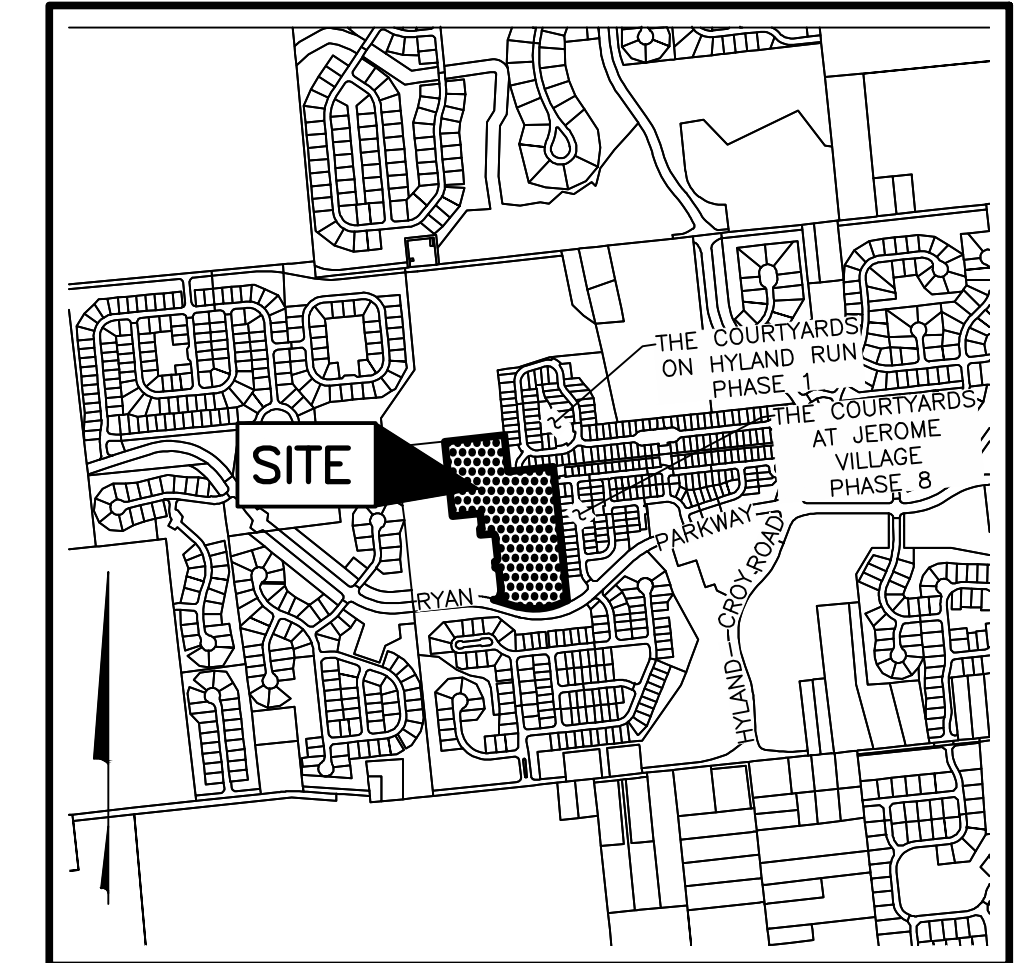 THE COURTYARDS
ON HYLAND RUN
PHASE 1
THE COURTYARDS
AT JEROME
VILLAGE
PHASE 8
SITE
PARKWAY
RYAN
HYLAND-CROY ROAD